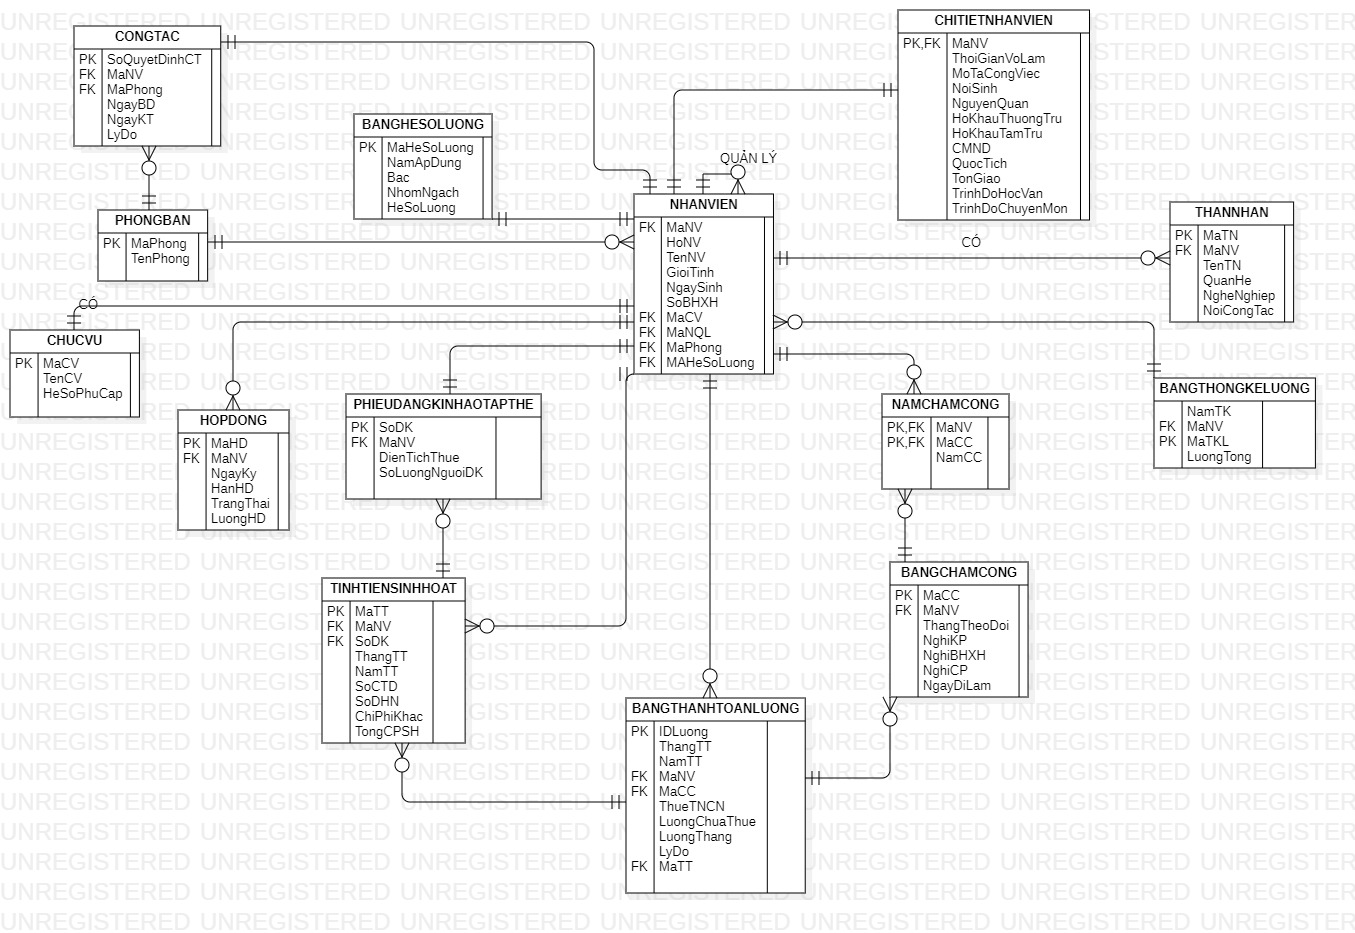 CONGTAC
PK SoQuyetDinhCT
FK MaNV
FK MaPhong
NgayBD
NgayKT
LyDo
BANGHESOLUONG
PK MaHeSoLuong
NamApDung
Bac
NhomNgach
HeSoLuong
CHITIETNHANVIEN
PK,FK MaNV
ThoiGianVoLam
MoTaCongViec
NoiSinh
NguyenQuan
HoKhauThuongTru
HoKhauTamTru
CMND
QuocTich
TonGiao
TrinhDoHocVan
TrinhDoChuyenMon
QUẢN LÝ
PHONGBAN
PK MaPhong
TenPhong
NHANVIEN
FK MaNV
HoNV
TenNV
GioiTinh
NgaySinh
SoBHXH
FK MaCV
FK MaNQL
FK MaPhong
FK MAHeSoLuong
CÓ
THANNHAN
PK MaTN
FK MaNV
TenTN
QuanHe
NgheNghiep
NoiCongTac
CÓ
CHUCVU
PK MaCV
TenCV
HeSoPhuCap
HOPDONG
PK MaHD
FK MaNV
NgayKy
HanHD
TrangThai
LuongHD
PHIEUDANGKINHAOTAPTHE
PK SoDK
FK MaNV
DienTichThue
SoLuongNguoiDK
NAMCHAMCONG
PK,FK MaNV
PK,FK MaCC
NamCC
BANGTHONGKELUONG
NamTK
FK MaNV
PK MaTKL
LuongTong
TINHTIENSINHHOAT
PK MaTT
FK MaNV
FK SoDK
ThangTT
NamTT
SoCTD
SoDHN
ChiPhiKhac
TongCPSH
BANGCHAMCONG
PK MaCC
FK MaNV
ThangTheoDoi
NghiKP
NghiBHXH
NghiCP
NgayDiLam
BANGTHANHTOANLUONG
PK IDLuong
ThangTT
NamTT
FK MaNV
FK MaCC
ThueTNCN
LuongChuaThue
LuongThang
LyDo
FK MaTT
UNREGISTERED